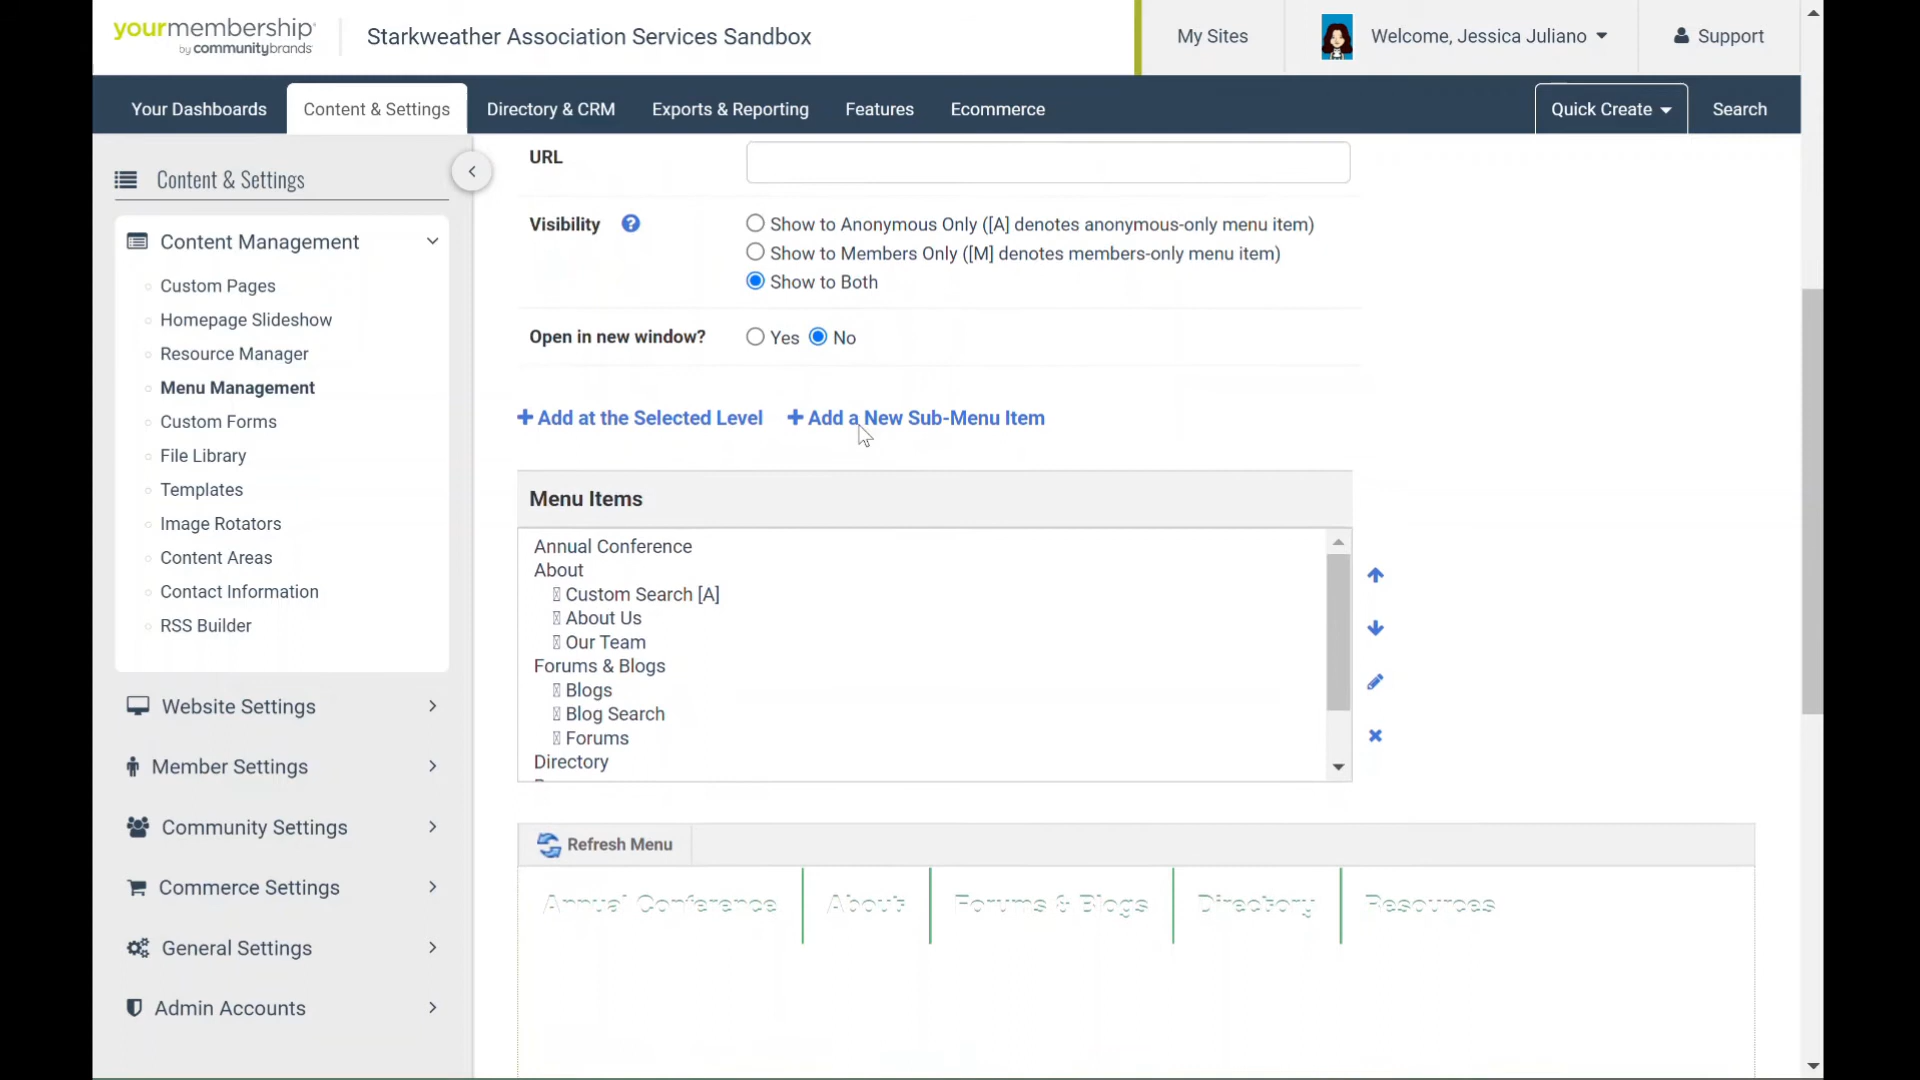 yourmembership
by communitybrands
Starkweather Association Services Sandbox
My Sites
Welcome, Jessica Juliano
Support
Your Dashboards
Content & Settings
Directory & CRM
Exports & Reporting
Features
Ecommerce
Quick Create
Search
Content & Settings
Content Management
Custom Pages
Homepage Slideshow
Resource Manager
Menu Management
Custom Forms
File Library
Templates
Image Rotators
Content Areas
Contact Information
RSS Builder
Website Settings
Member Settings
Community Settings
Commerce Settings
General Settings
Admin Accounts
URL
Visibility
Show to Anonymous Only ([A] denotes anonymous-only menu item)
Show to Members Only ([M] denotes members-only menu item)
Show to Both
Open in new window? Yes No
Add at the Selected Level Add a New Sub-Menu Item
Menu Items
Annual Conference
About
Custom Search [A]
About Us
Our Team
Forums & Blogs
Blogs
Blog Search
Forums
Directory
Refresh Menu
Annual Conference About Forums & Blogs Directory Resources